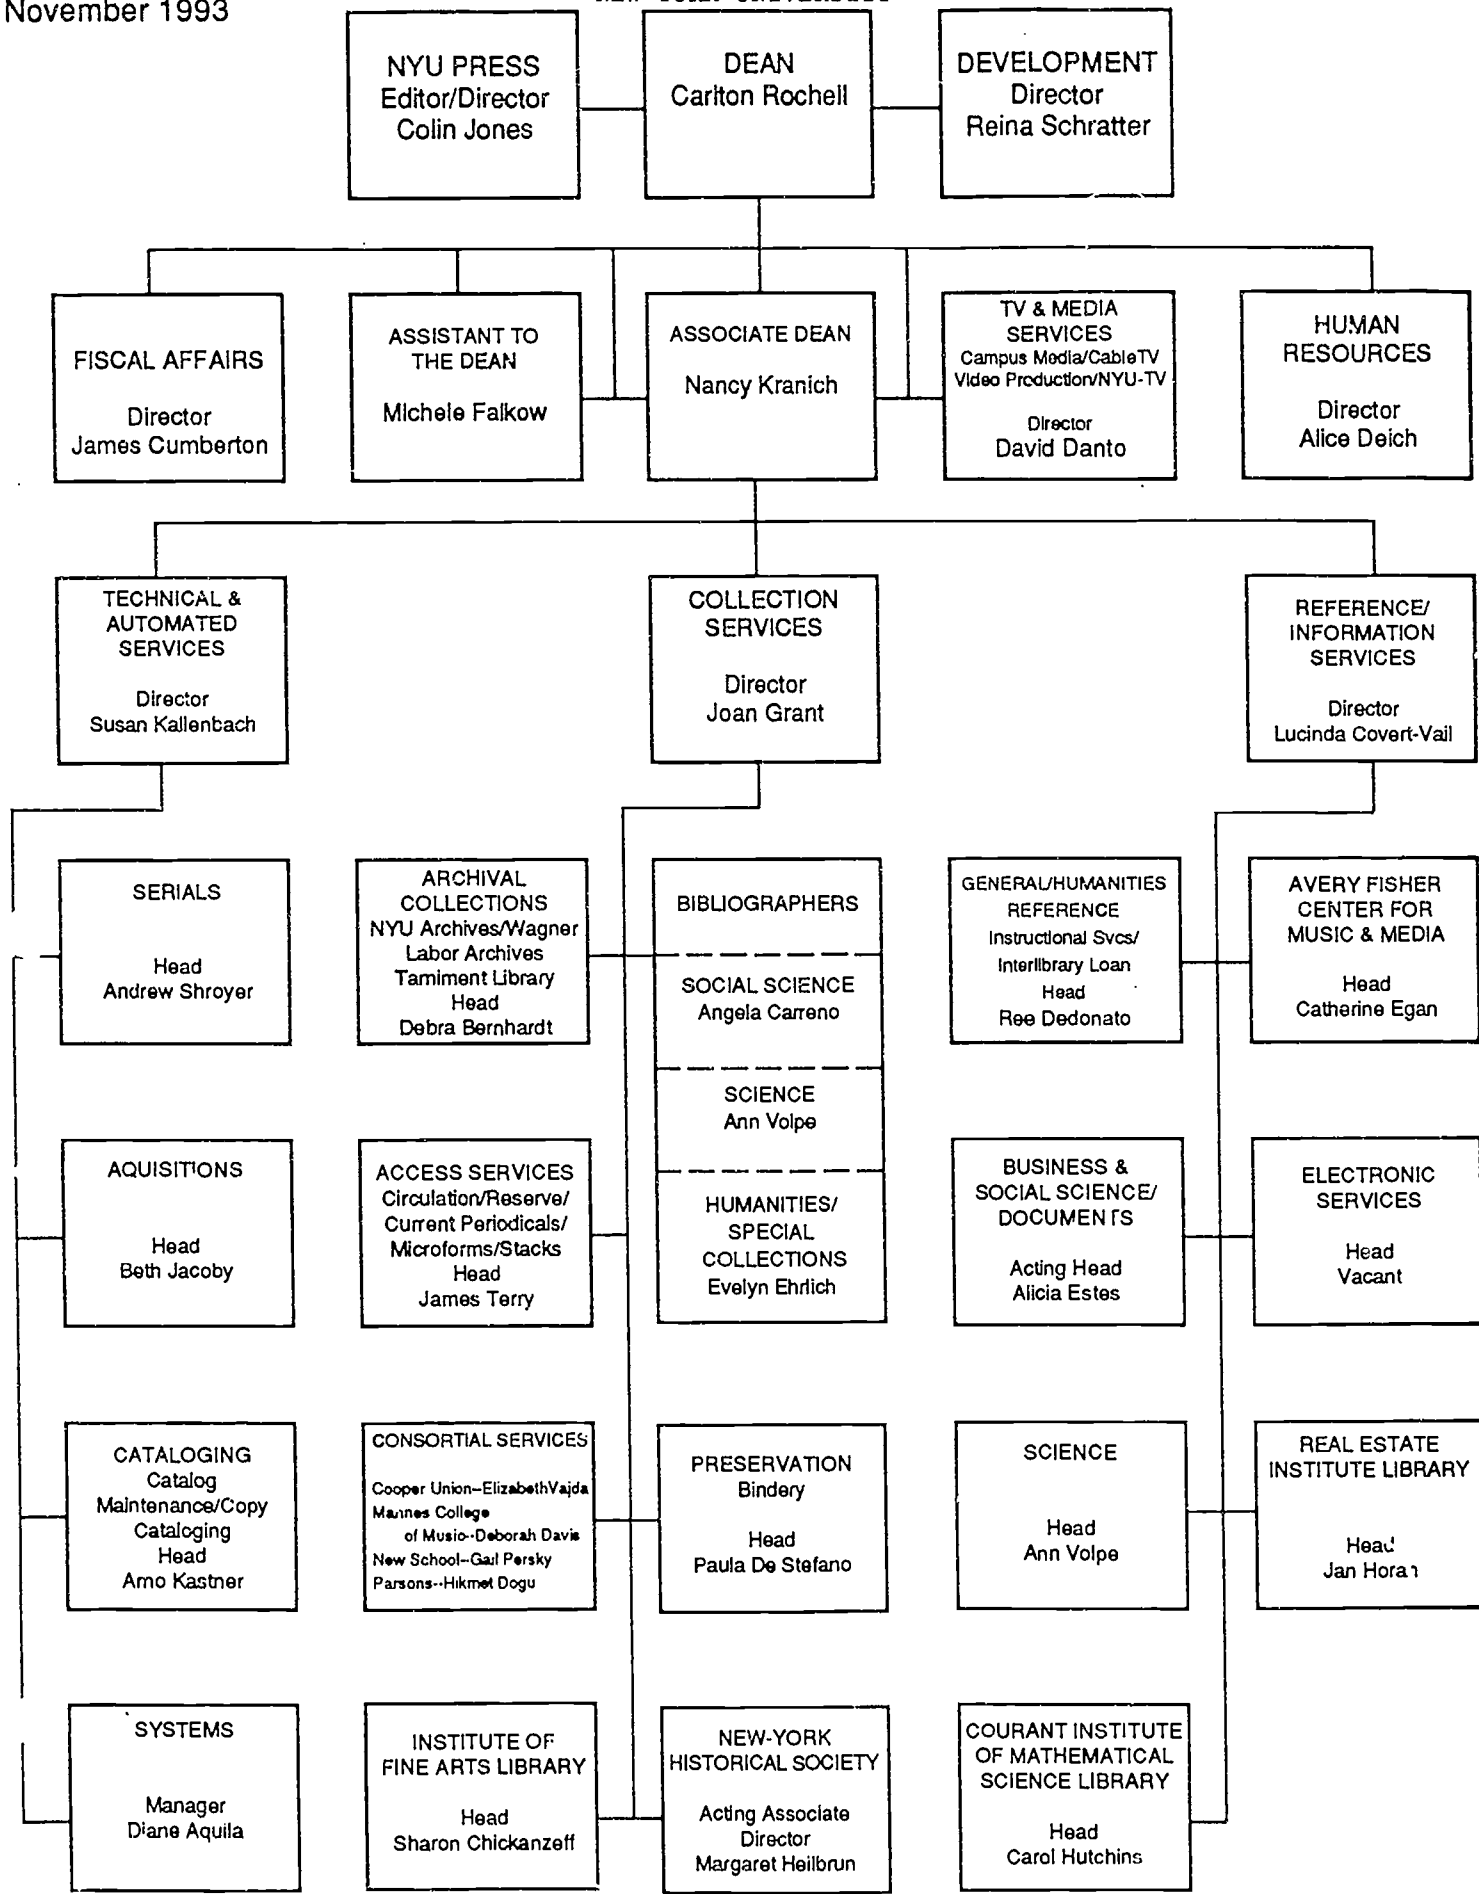 November 1993
NYU PRESS
Editor/Director
Colin Jones
DEAN
Carlton Rochell
DEVELOPMENT
Director
Reina Schratter
FISCAL AFFAIRS
Director
James Cumberton
ASSISTANT TO
THE DEAN
Michele Falkow
ASSOCIATE DEAN
Nancy Kranich
TV & MEDIA
SERVICES
Campus Media/CableTV
Video Production/NYU-TV
Director
David Danto
HUMAN
RESOURCES
Director
Alice Deich
TECHNICAL &
AUTOMATED
SERVICES
Director
Susan Kallenbach
COLLECTION
SERVICES
Director
Joan Grant
REFERENCE/
INFORMATION
SERVICES
Director
Lucinda Covert-Vail
SERIALS
Head
Andrew Shroyer
ARCHIVAL
COLLECTIONS
NYU Archives/Wagner
Labor Archives
Tamiment Library
Head
Debra Bernhardt
BIBLIOGRAPHERS
SOCIAL SCIENCE
Angela Carreno
SCIENCE
Ann Volpe
HUMANITIES/
SPECIAL
COLLECTIONS
Evelyn Ehrlich
GENERAL/HUMANITIES
REFERENCE
Instructional Svcs/
Interlibrary Loan
Head
Ree Dedonato
AVERY FISHER
CENTER FOR
MUSIC & MEDIA
Head
Catherine Egan
AQUISITIONS
Head
Beth Jacoby
ACCESS SERVICES
Circulation/Reserve/
Current Periodicals/
Microforms/Stacks
Head
James Terry
BUSINESS &
SOCIAL SCIENCE/
DOCUMENTS
Acting Head
Alicia Estes
ELECTRONIC
SERVICES
Head
Vacant
CATALOGING
Catalog
Maintenance/Copy
Cataloging
Head
Arno Kastner
CONSORTIAL SERVICES
Cooper Union--Elizabeth Vajda
Mannes College
of Music--Deborah Davis
New School--Gail Persky
Parsons--Hikmet Dogu
PRESERVATION
Bindery
Head
Paula De Stefano
SCIENCE
Head
Ann Volpe
REAL ESTATE
INSTITUTE LIBRARY
Head
Jan Horan
SYSTEMS
Manager
Diane Aquila
INSTITUTE OF
FINE ARTS LIBRARY
Head
Sharon Chickanzeff
NEW-YORK
HISTORICAL SOCIETY
Acting Associate
Director
Margaret Heilbrun
COURANT INSTITUTE
OF MATHEMATICAL
SCIENCE LIBRARY
Head
Carol Hutchins